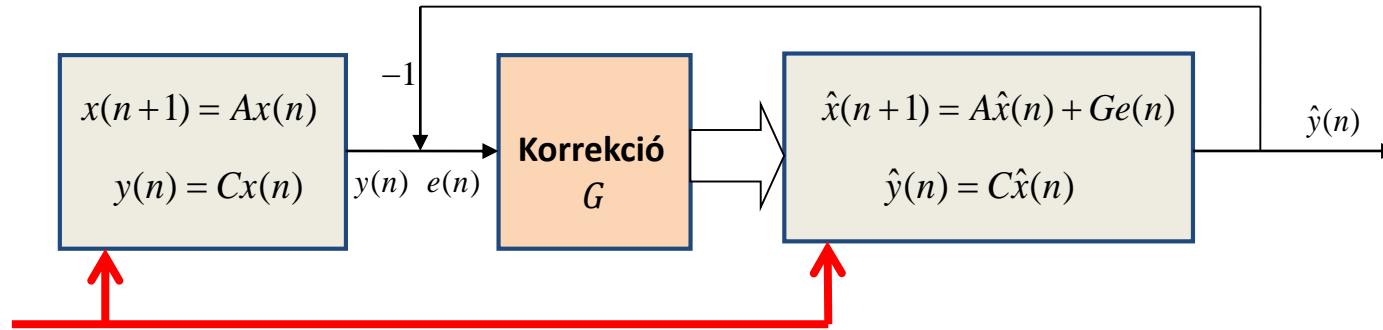 x(n+1) = Ax(n)
y(n) = Cx(n)
−1
y(n) e(n)
Korrekció
G
x̂(n+1) = Ax̂(n) + Ge(n)
ŷ(n) = Cx̂(n)
ŷ(n)